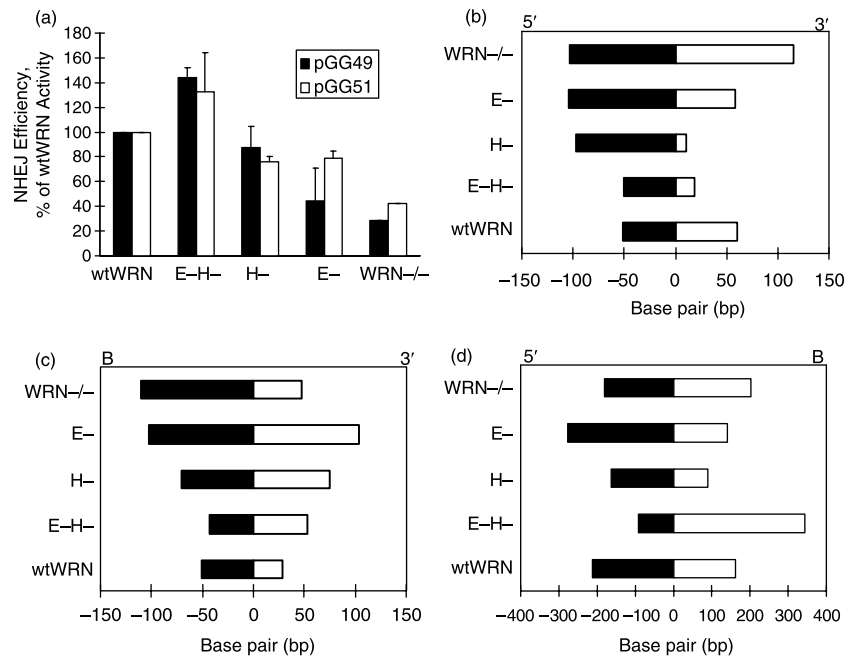 (a)
NHEJ Efficiency,
% of wtWRN Activity
180
160
140
120
100
80
60
40
20
0
pGG49
pGG51
wtWRN
E–H–
H–
E–
WRN–/–
(b)
5′
3′
WRN–/–
E–
H–
E–H–
wtWRN
–150
–100
–50
0
50
100
150
Base pair (bp)
(c)
B
3′
WRN–/–
E–
H–
E–H–
wtWRN
–150
–100
–50
0
50
100
150
Base pair (bp)
(d)
5′
B
WRN–/–
E–
H–
E–H–
wtWRN
–400
–300
–200
–100
0
100
200
300
400
Base pair (bp)